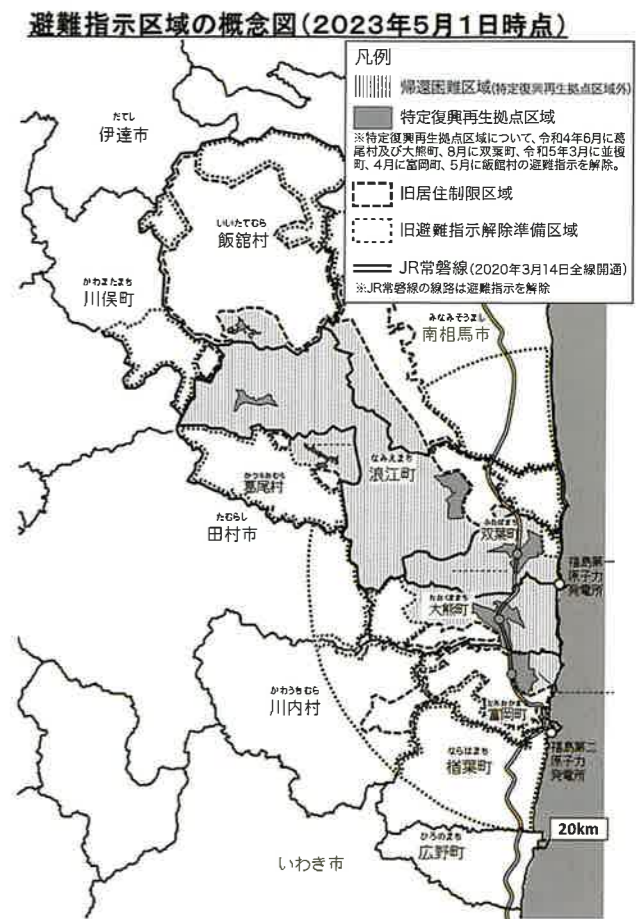 避難指示区域の概念図(2023年5月1日時点)
凡例
帰還困難区域(特定復興再生拠点区域外)
特定復興再生拠点区域
※特定復興再生拠点区域について、令和4年6月に葛
尾村及び大熊町、8月に双葉町、令和5年3月に並複
町、4月に富岡町、5月に飯館村の避難指示を解除。
旧居住制限区域
旧避難指示解除準備区域
JR常磐線(2020年3月14日全線開通)
※JR常磐線の線路は避難指示を解除
だてし
伊達市
いいたてむら
飯舘村
かわまたまち
川俣町
みなみそうまし
南相馬市
なみえまち
浪江町
かつらおむら
葛尾村
たむらし
田村市
ふたばまち
双葉町
福島第一
原子力
発電所
おおくままち
大熊町
かわうちむら
川内村
とみおかまち
富岡町
福島第二
原子力
発電所
ならはまち
楢葉町
20km
ひろのまち
広野町
いわき市